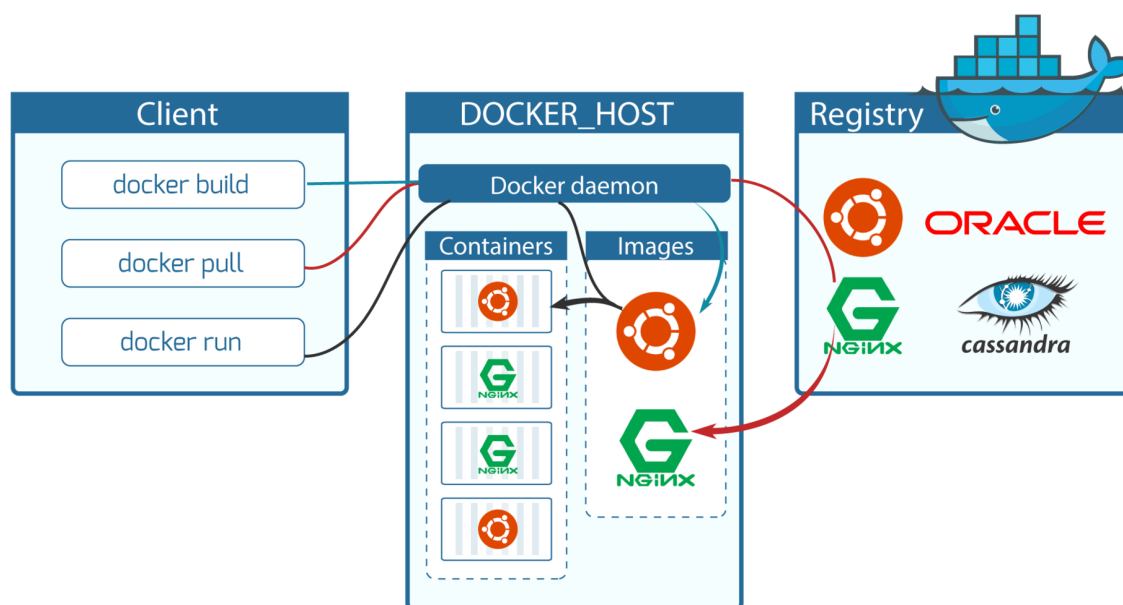 Client
docker build
docker pull
docker run
DOCKER_HOST
Docker daemon
Containers
NGiNX
NGiNX
Images
NGiNX
Registry
ORACLE
NGiNX
cassandra